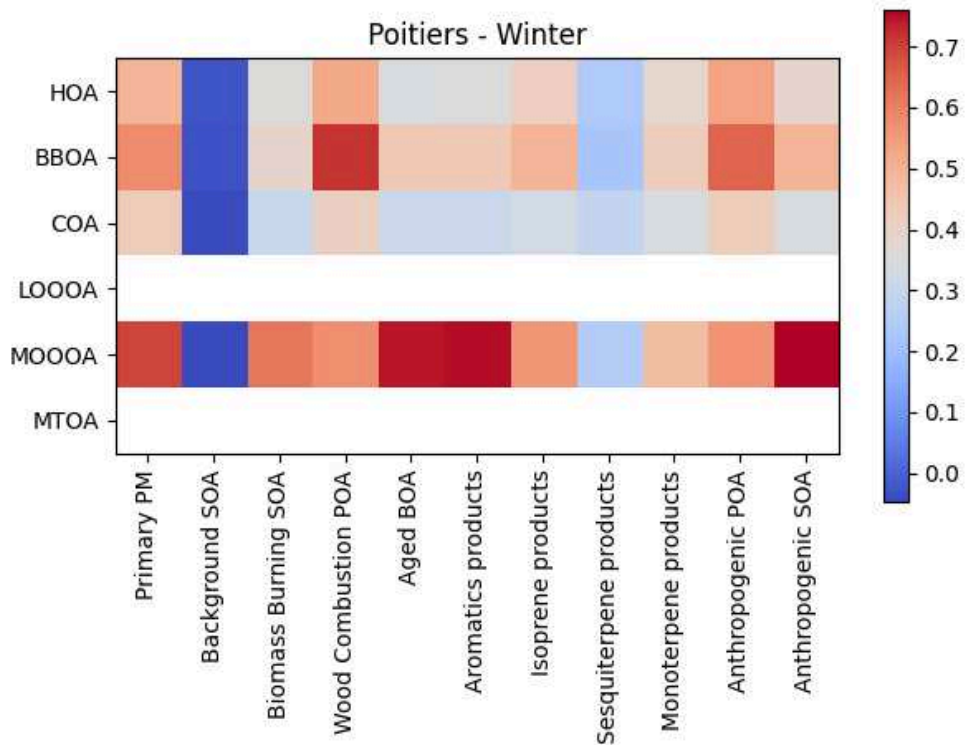 Poitiers - Winter
HOA
BBOA
COA
LOOOA
MOOOA
MTOA
Primary PM
Background SOA
Biomass Burning SOA
Wood Combustion POA
Aged BOA
Aromatics products
Isoprene products
Sesquiterpene products
Monoterpene products
Anthropogenic POA
Anthropogenic SOA
0.7
0.6
0.5
0.4
0.3
0.2
0.1
0.0